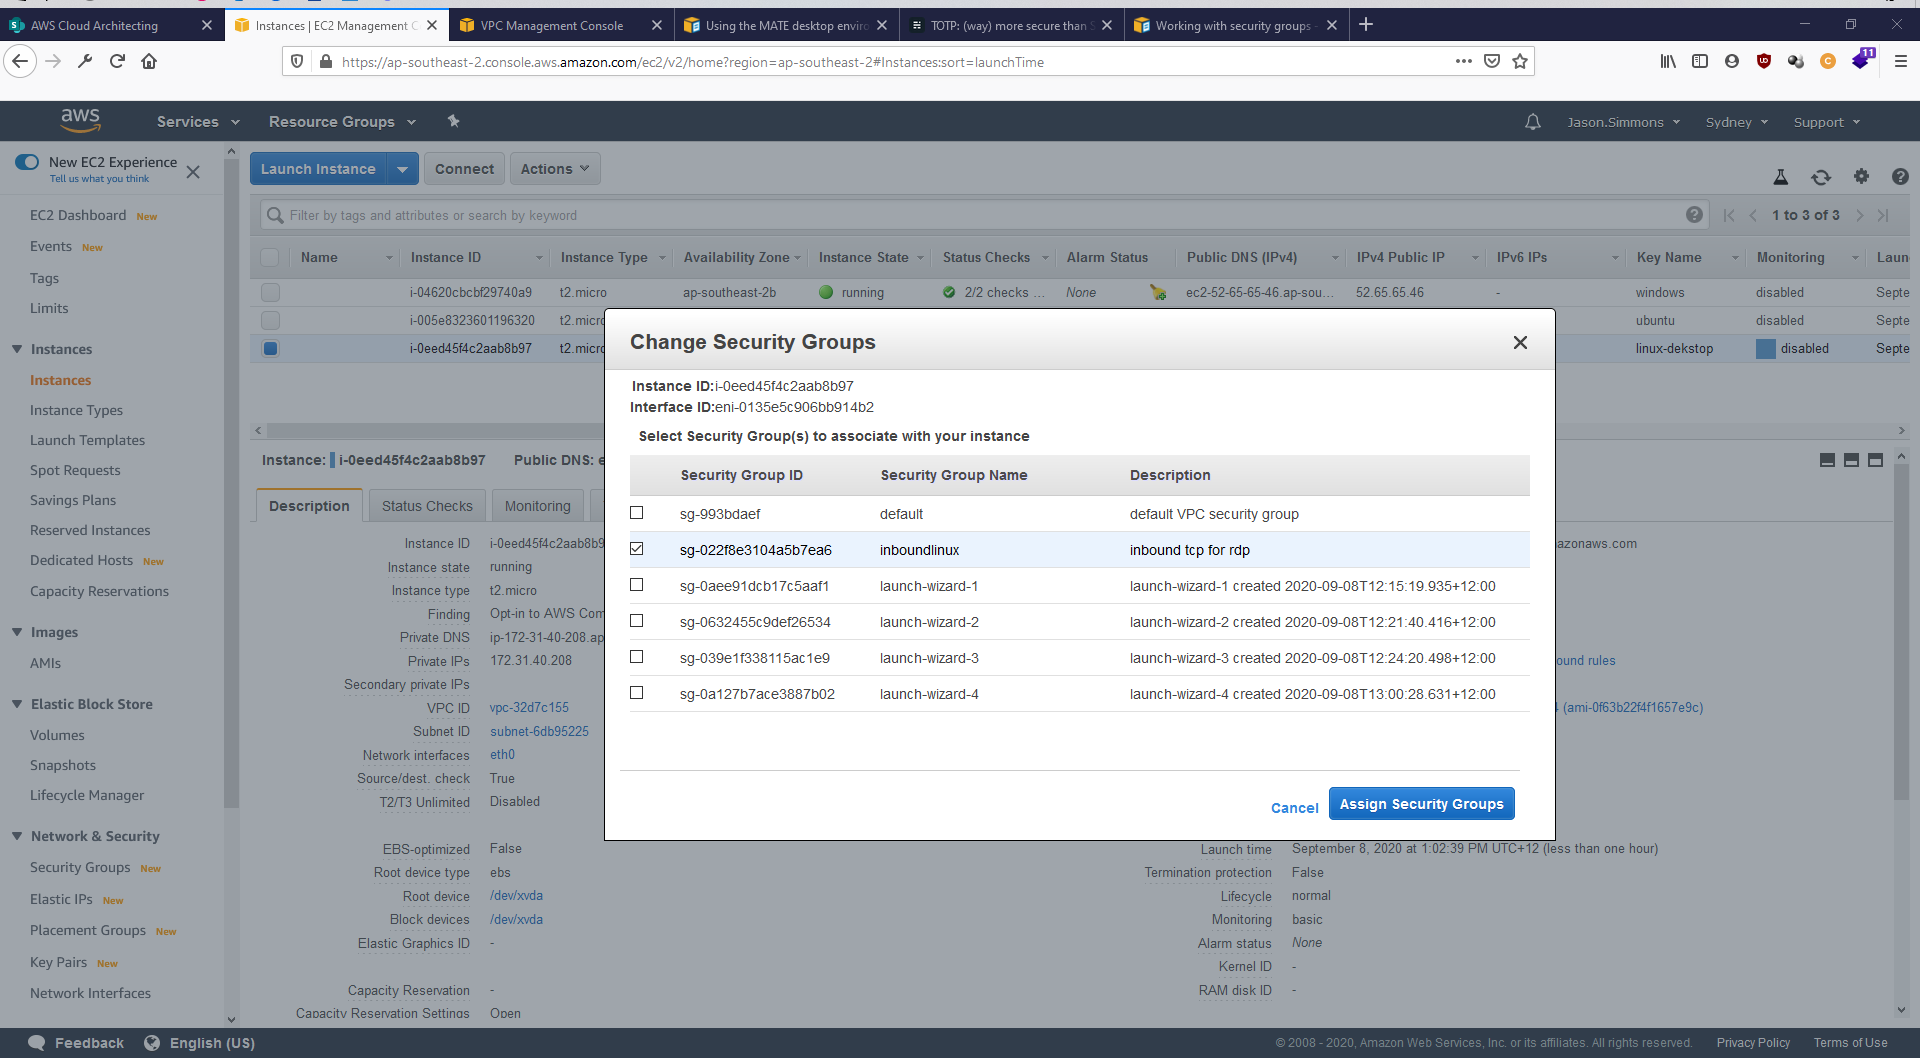 AWS Cloud Architecting
Instances | EC2 Management C
VPC Management Console
Using the MATE desktop enviro
TOTP: (way) more secure than S
Working with security groups -
https://ap-southeast-2.console.aws.amazon.com/ec2/v2/home?region=ap-southeast-2#Instances:sort=launchTime
11
aws
Services
Resource Groups
Jason.Simmons
Sydney
Support
New EC2 Experience
Tell us what you think
EC2 Dashboard New
Events New
Tags
Limits
Instances
Instances
Instance Types
Launch Templates
Spot Requests
Savings Plans
Reserved Instances
Dedicated Hosts New
Capacity Reservations
Images
AMIs
Elastic Block Store
Volumes
Snapshots
Lifecycle Manager
Network & Security
Security Groups New
Elastic IPs New
Placement Groups New
Key Pairs New
Network Interfaces
Launch Instance
Connect
Actions
Filter by tags and attributes or search by keyword
1 to 3 of 3
Name Instance ID Instance Type Availability Zone Instance State Status Checks Alarm Status Public DNS (IPv4) IPv4 Public IP IPv6 IPs Key Name Monitoring Laun
i-04620cbcbf29740a9 t2.micro ap-southeast-2b running 2/2 checks ... None ec2-52-65-65-46.ap-sou... 52.65.65.46 - windows disabled Septe
i-005e8323601196320 t2.micro ubuntu disabled Septe
i-0eed45f4c2aab8b97 t2.micro linux-dekstop disabled Septe
Change Security Groups
Instance ID:i-0eed45f4c2aab8b97
Interface ID:eni-0135e5c906bb914b2
Select Security Group(s) to associate with your instance
Security Group ID Security Group Name Description
sg-993bdaef default default VPC security group
sg-022f8e3104a5b7ea6 inboundlinux inbound tcp for rdp
sg-0aee91dcb17c5aaf1 launch-wizard-1 launch-wizard-1 created 2020-09-08T12:15:19.935+12:00
sg-0632455c9def26534 launch-wizard-2 launch-wizard-2 created 2020-09-08T12:21:40.416+12:00
sg-039e1f338115ac1e9 launch-wizard-3 launch-wizard-3 created 2020-09-08T12:24:20.498+12:00
sg-0a127b7ace3887b02 launch-wizard-4 launch-wizard-4 created 2020-09-08T13:00:28.631+12:00
Cancel
Assign Security Groups
Instance: i-0eed45f4c2aab8b97 Public DNS: e
Description
Status Checks
Monitoring
Instance ID i-0eed45f4c2aab8b9
Instance state running
Instance type t2.micro
Finding Opt-in to AWS Com
Private DNS ip-172-31-40-208.ap
Private IPs 172.31.40.208
Secondary private IPs
VPC ID vpc-32d7c155
Subnet ID subnet-6db95225
Network interfaces eth0
Source/dest. check True
T2/T3 Unlimited Disabled
EBS-optimized False
Root device type ebs
Root device /dev/xvda
Block devices /dev/xvda
Elastic Graphics ID -
Capacity Reservation -
Capacity Reservation Settings Open
azonaws.com
ound rules
(ami-0f63b22f4f1657e9c)
Launch time September 8, 2020 at 1:02:39 PM UTC+12 (less than one hour)
Termination protection False
Lifecycle normal
Monitoring basic
Alarm status None
Kernel ID -
RAM disk ID -
Feedback
English (US)
© 2008 - 2020, Amazon Web Services, Inc. or its affiliates. All rights reserved.
Privacy Policy
Terms of Use